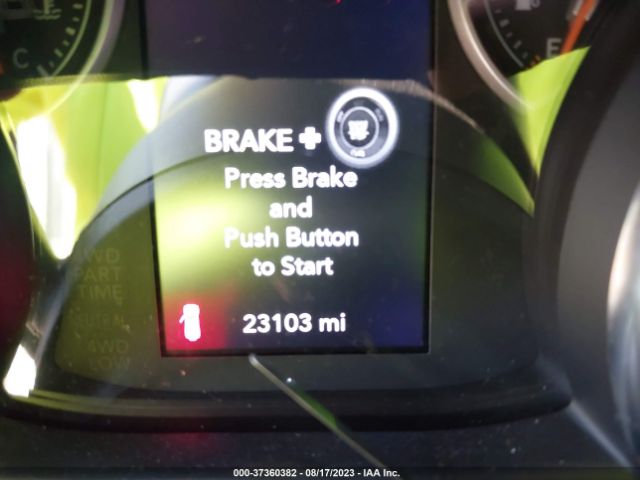 C
E
BRAKE +
Press Brake
and
Push Button
to Start
4WD
PART
TIME
NEUTRAL
4WD
LOW
23103 mi
000-37360382 - 08/17/2023 - IAA Inc.